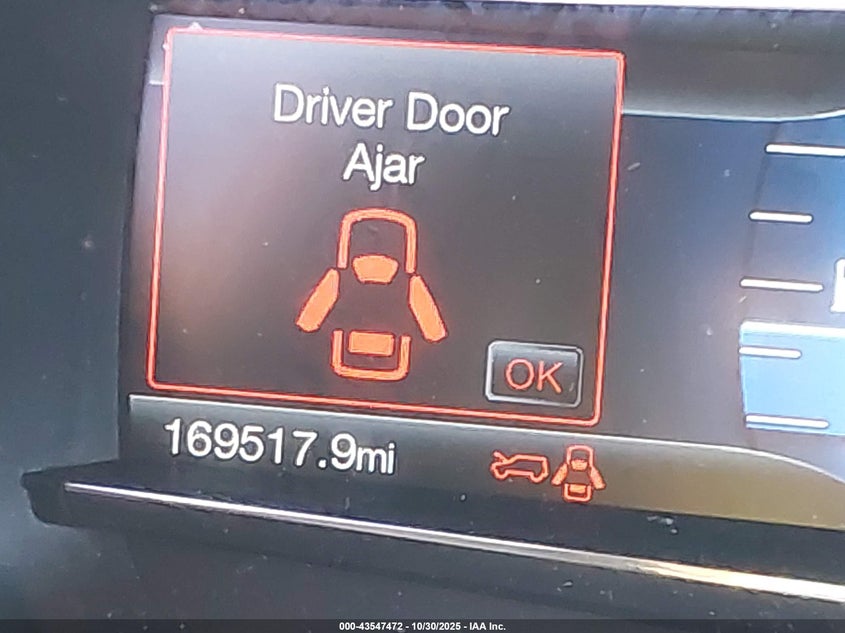 Driver Door
Ajar
OK
169517.9mi
000-43547472 - 10/30/2025 - IAA Inc.